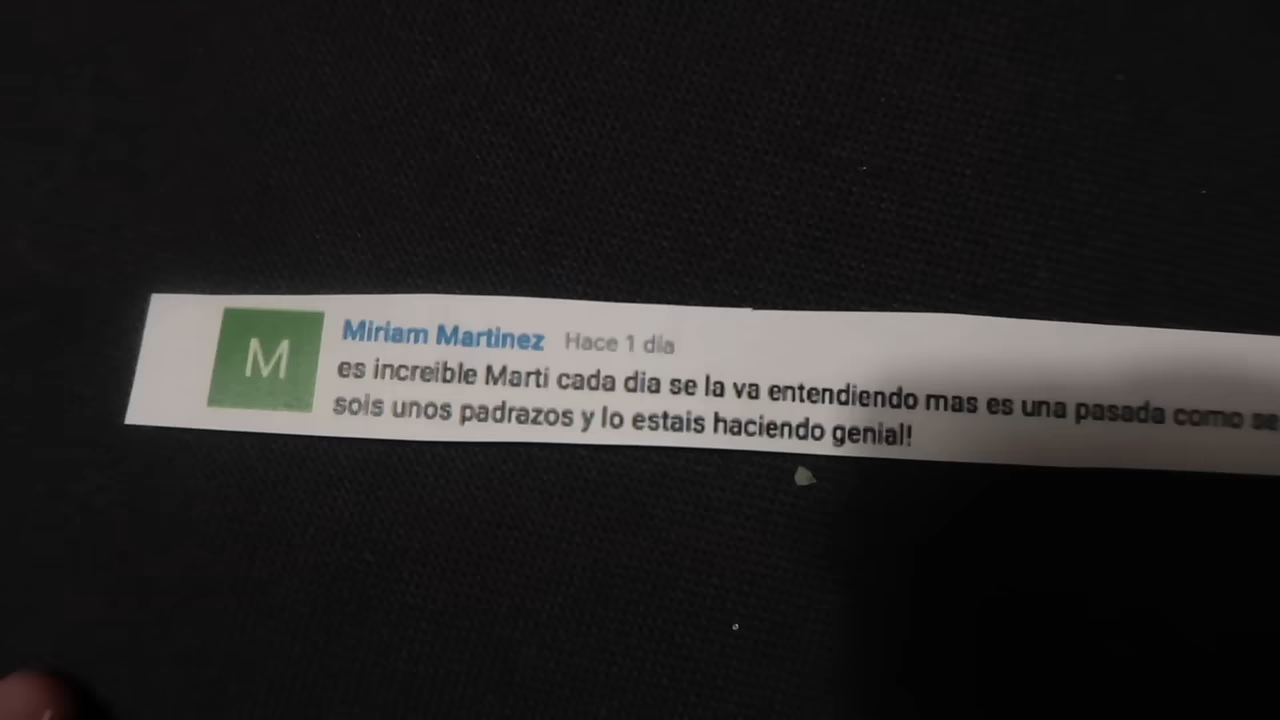 M
Miriam Martinez Hace 1 dia
es increible Marti cada dia se la va entendiendo mas es una pasada como se
sois unos padrazos y lo estais haciendo genial!